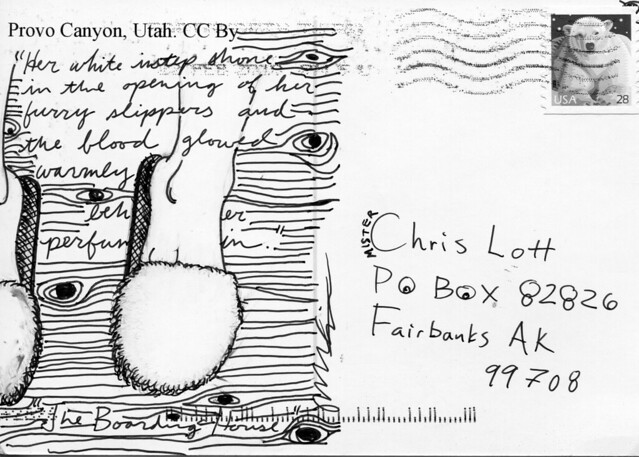 Provo Canyon, Utah. CC By
"Her white instep shone
in the opening of her
furry slippers and
the blood glowed
warmly
beh er
perfum in."
"The Boarding House"
USA 28
MISTER
Chris Lott
PO BOX 82826
Fairbanks AK
99708